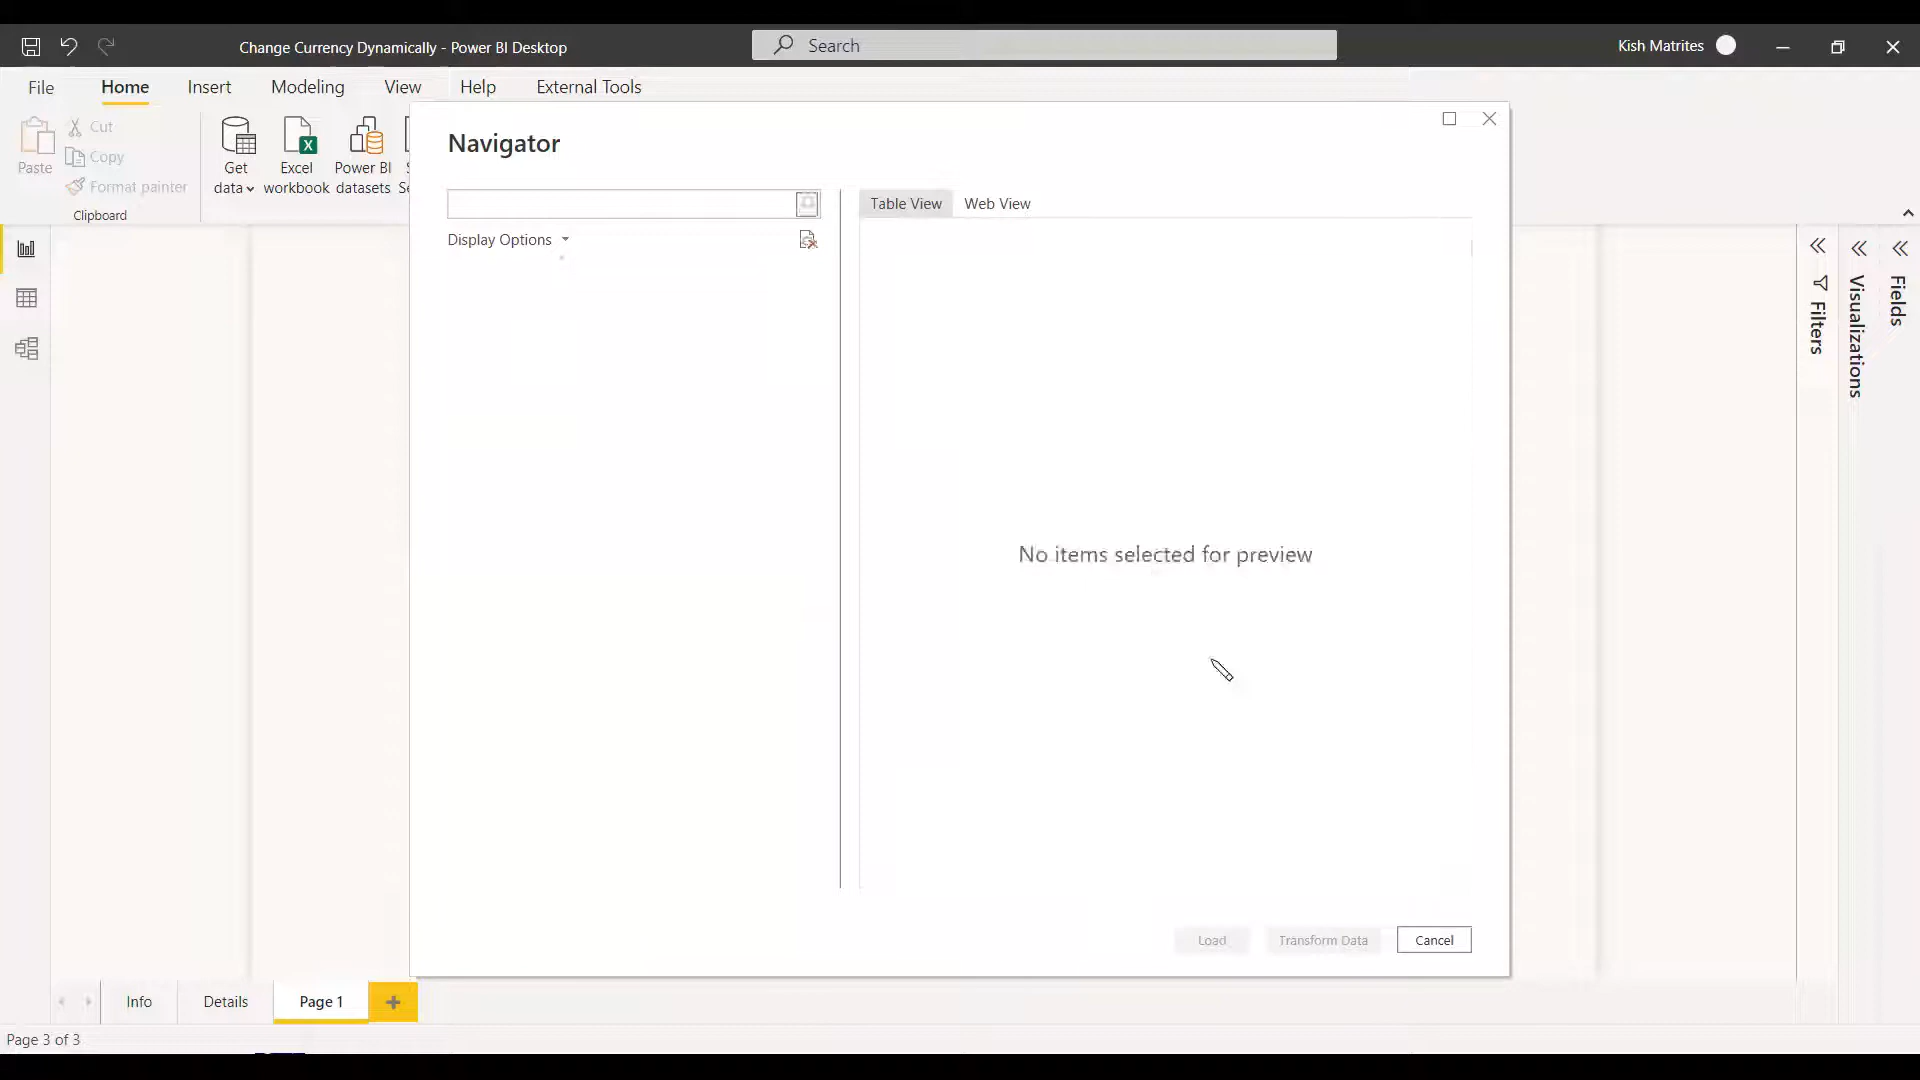 Change Currency Dynamically - Power BI Desktop
Search
Kish Matrites
File
Home
Insert
Modeling
View
Help
External Tools
Paste
Cut
Copy
Format painter
Clipboard
Get
data
Excel
workbook
Power BI
datasets
Navigator
Display Options
Table View
Web View
No items selected for preview
Load
Transform Data
Cancel
Filters
Visualizations
Fields
Info
Details
Page 1
Page 3 of 3